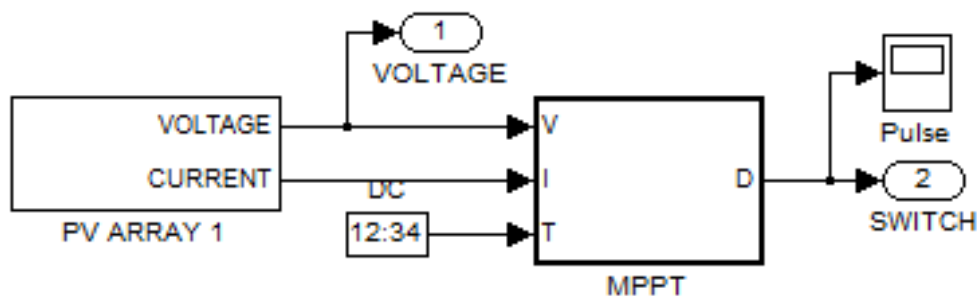 1
VOLTAGE
VOLTAGE
V
Pulse
CURRENT
DC
I
D
2
PV ARRAY 1
12:34
T
SWITCH
MPPT